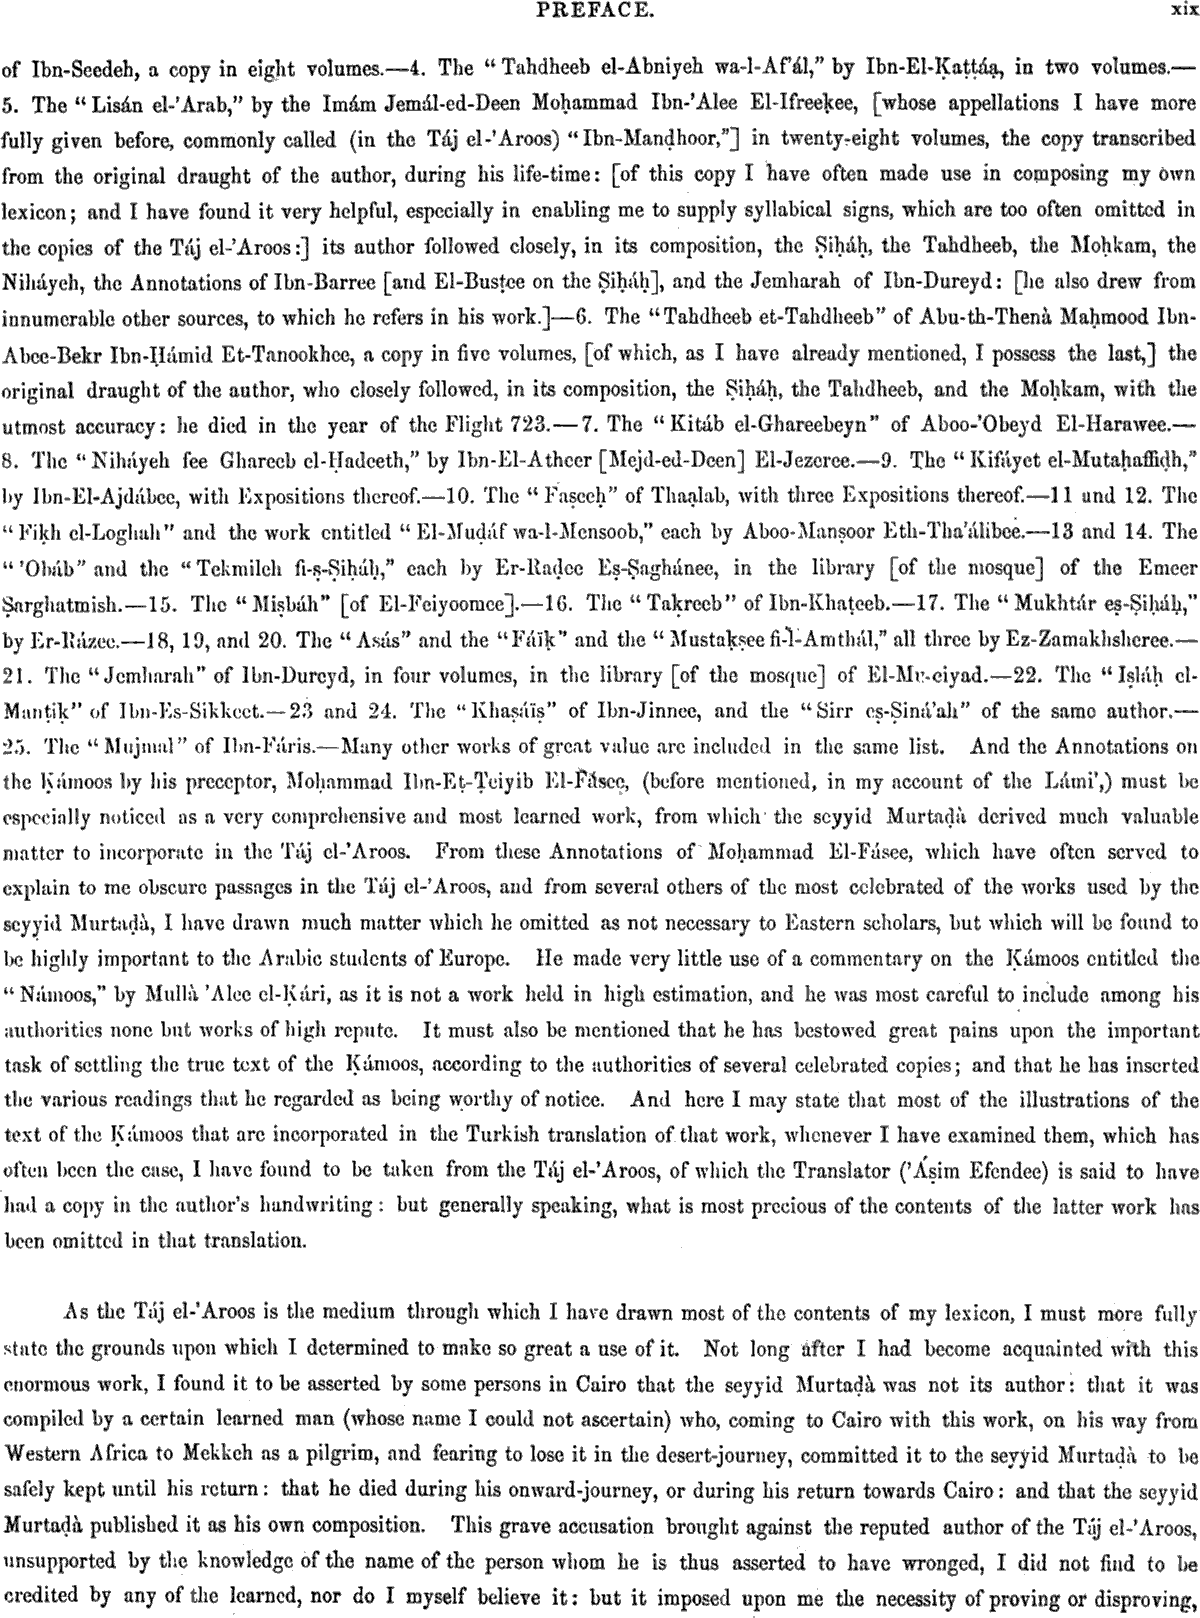 PREFACE. xix
of Ibn-Seedeh, a copy in eight volumes.—4. The “Tahdheeb el-Abniyeh wa-l-Af'ál,” by Ibn-El-Ḳaṭṭáạ, in two volumes.—
5. The “Lisán el-'Arab,” by the Imám Jemál-ed-Deen Moḥammad Ibn-'Alee El-Ifreeḳee, [whose appellations I have more
fully given before, commonly called (in the Táj el-'Aroos) “Ibn-Manḍhoor,”] in twenty-eight volumes, the copy transcribed
from the original draught of the author, during his life-time: [of this copy I have often made use in composing my own
lexicon; and I have found it very helpful, especially in enabling me to supply syllabical signs, which are too often omitted in
the copies of the Táj el-'Aroos:] its author followed closely, in its composition, the Ṣiḥáḥ, the Tahdheeb, the Moḥkam, the
Niháyeh, the Annotations of Ibn-Barree [and El-Busṭee on the Ṣiḥáḥ], and the Jemharah of Ibn-Dureyd: [he also drew from
innumerable other sources, to which he refers in his work.]—6. The “Tahdheeb et-Tahdheeb” of Abu-th-Thenà Maḥmood Ibn-
Abee-Bekr Ibn-Ḥámid Et-Tanookhee, a copy in five volumes, [of which, as I have already mentioned, I possess the last,] the
original draught of the author, who closely followed, in its composition, the Ṣiḥáḥ, the Tahdheeb, and the Moḥkam, with the
utmost accuracy: he died in the year of the Flight 723.—7. The “Kitáb el-Ghareebeyn” of Aboo-'Obeyd El-Harawee.—
8. The “Niháyeh fee Ghareeb el-Ḥadeeth,” by Ibn-El-Atheer [Mejd-ed-Deen] El-Jezeree.—9. The “Kifáyet el-Mutaḥaffiḍh,”
by Ibn-El-Ajdábee, with Expositions thereof.—10. The “Faṣeeḥ” of Thaạlab, with three Expositions thereof.—11 and 12. The
“Fiḳh el-Loghah” and the work entitled “El-Muḍáf wa-l-Mensoob,” each by Aboo-Manṣoor Eth-Tha'álibee.—13 and 14. The
“'Obáb” and the “Tekmileh fi-ṣ-Ṣiḥáḥ,” each by Er-Raḍee Eṣ-Ṣaghánee, in the library [of the mosque] of the Emeer
Ṣarghatmish.—15. The “Miṣbáh” [of El-Feiyoomee].—16. The “Taḳreeb” of Ibn-Khaṭeeb.—17. The “Mukhtár eṣ-Ṣiḥáḥ,”
by Er-Rázee.—18, 19, and 20. The “Asás” and the “Fáïḳ” and the “Mustaḳṣee fi-l-Amthál,” all three by Ez-Zamakhsheree.—
21. The “Jemharah” of Ibn-Dureyd, in four volumes, in the library [of the mosque] of El-Mu-eiyad.—22. The “Iṣláḥ el-
Manṭiḳ” of Ibn-Es-Sikkeet.—23 and 24. The “Khaṣáïṣ” of Ibn-Jinnee, and the “Sirr eṣ-Ṣiná'ah” of the same author.—
25. The “Mujmal” of Ibn-Fáris.—Many other works of great value are included in the same list. And the Annotations on
the Ḳámoos by his preceptor, Moḥammad Ibn-Eṭ-Ṭeiyib El-Fásee, (before mentioned, in my account of the Lámi',) must be
especially noticed as a very comprehensive and most learned work, from which the seyyid Murtaḍà derived much valuable
matter to incorporate in the Táj el-'Aroos. From these Annotations of Moḥammad El-Fásee, which have often served to
explain to me obscure passages in the Táj el-'Aroos, and from several others of the most celebrated of the works used by the
seyyid Murtaḍà, I have drawn much matter which he omitted as not necessary to Eastern scholars, but which will be found to
be highly important to the Arabic students of Europe. He made very little use of a commentary on the Ḳámoos entitled the
“Námoos,” by Mullà 'Alee el-Ḳári, as it is not a work held in high estimation, and he was most careful to include among his
authorities none but works of high repute. It must also be mentioned that he has bestowed great pains upon the important
task of settling the true text of the Ḳámoos, according to the authorities of several celebrated copies; and that he has inserted
the various readings that he regarded as being worthy of notice. And here I may state that most of the illustrations of the
text of the Ḳámoos that are incorporated in the Turkish translation of that work, whenever I have examined them, which has
often been the case, I have found to be taken from the Táj el-'Aroos, of which the Translator ('Áṣim Efendee) is said to have
had a copy in the author's handwriting: but generally speaking, what is most precious of the contents of the latter work has
been omitted in that translation.
As the Táj el-'Aroos is the medium through which I have drawn most of the contents of my lexicon, I must more fully
state the grounds upon which I determined to make so great a use of it. Not long after I had become acquainted with this
enormous work, I found it to be asserted by some persons in Cairo that the seyyid Murtaḍà was not its author: that it was
compiled by a certain learned man (whose name I could not ascertain) who, coming to Cairo with this work, on his way from
Western Africa to Mekkeh as a pilgrim, and fearing to lose it in the desert-journey, committed it to the seyyid Murtaḍà to be
safely kept until his return: that he died during his onward-journey, or during his return towards Cairo: and that the seyyid
Murtaḍà published it as his own composition. This grave accusation brought against the reputed author of the Táj el-'Aroos,
unsupported by the knowledge of the name of the person whom he is thus asserted to have wronged, I did not find to be
credited by any of the learned, nor do I myself believe it: but it imposed upon me the necessity of proving or disproving,